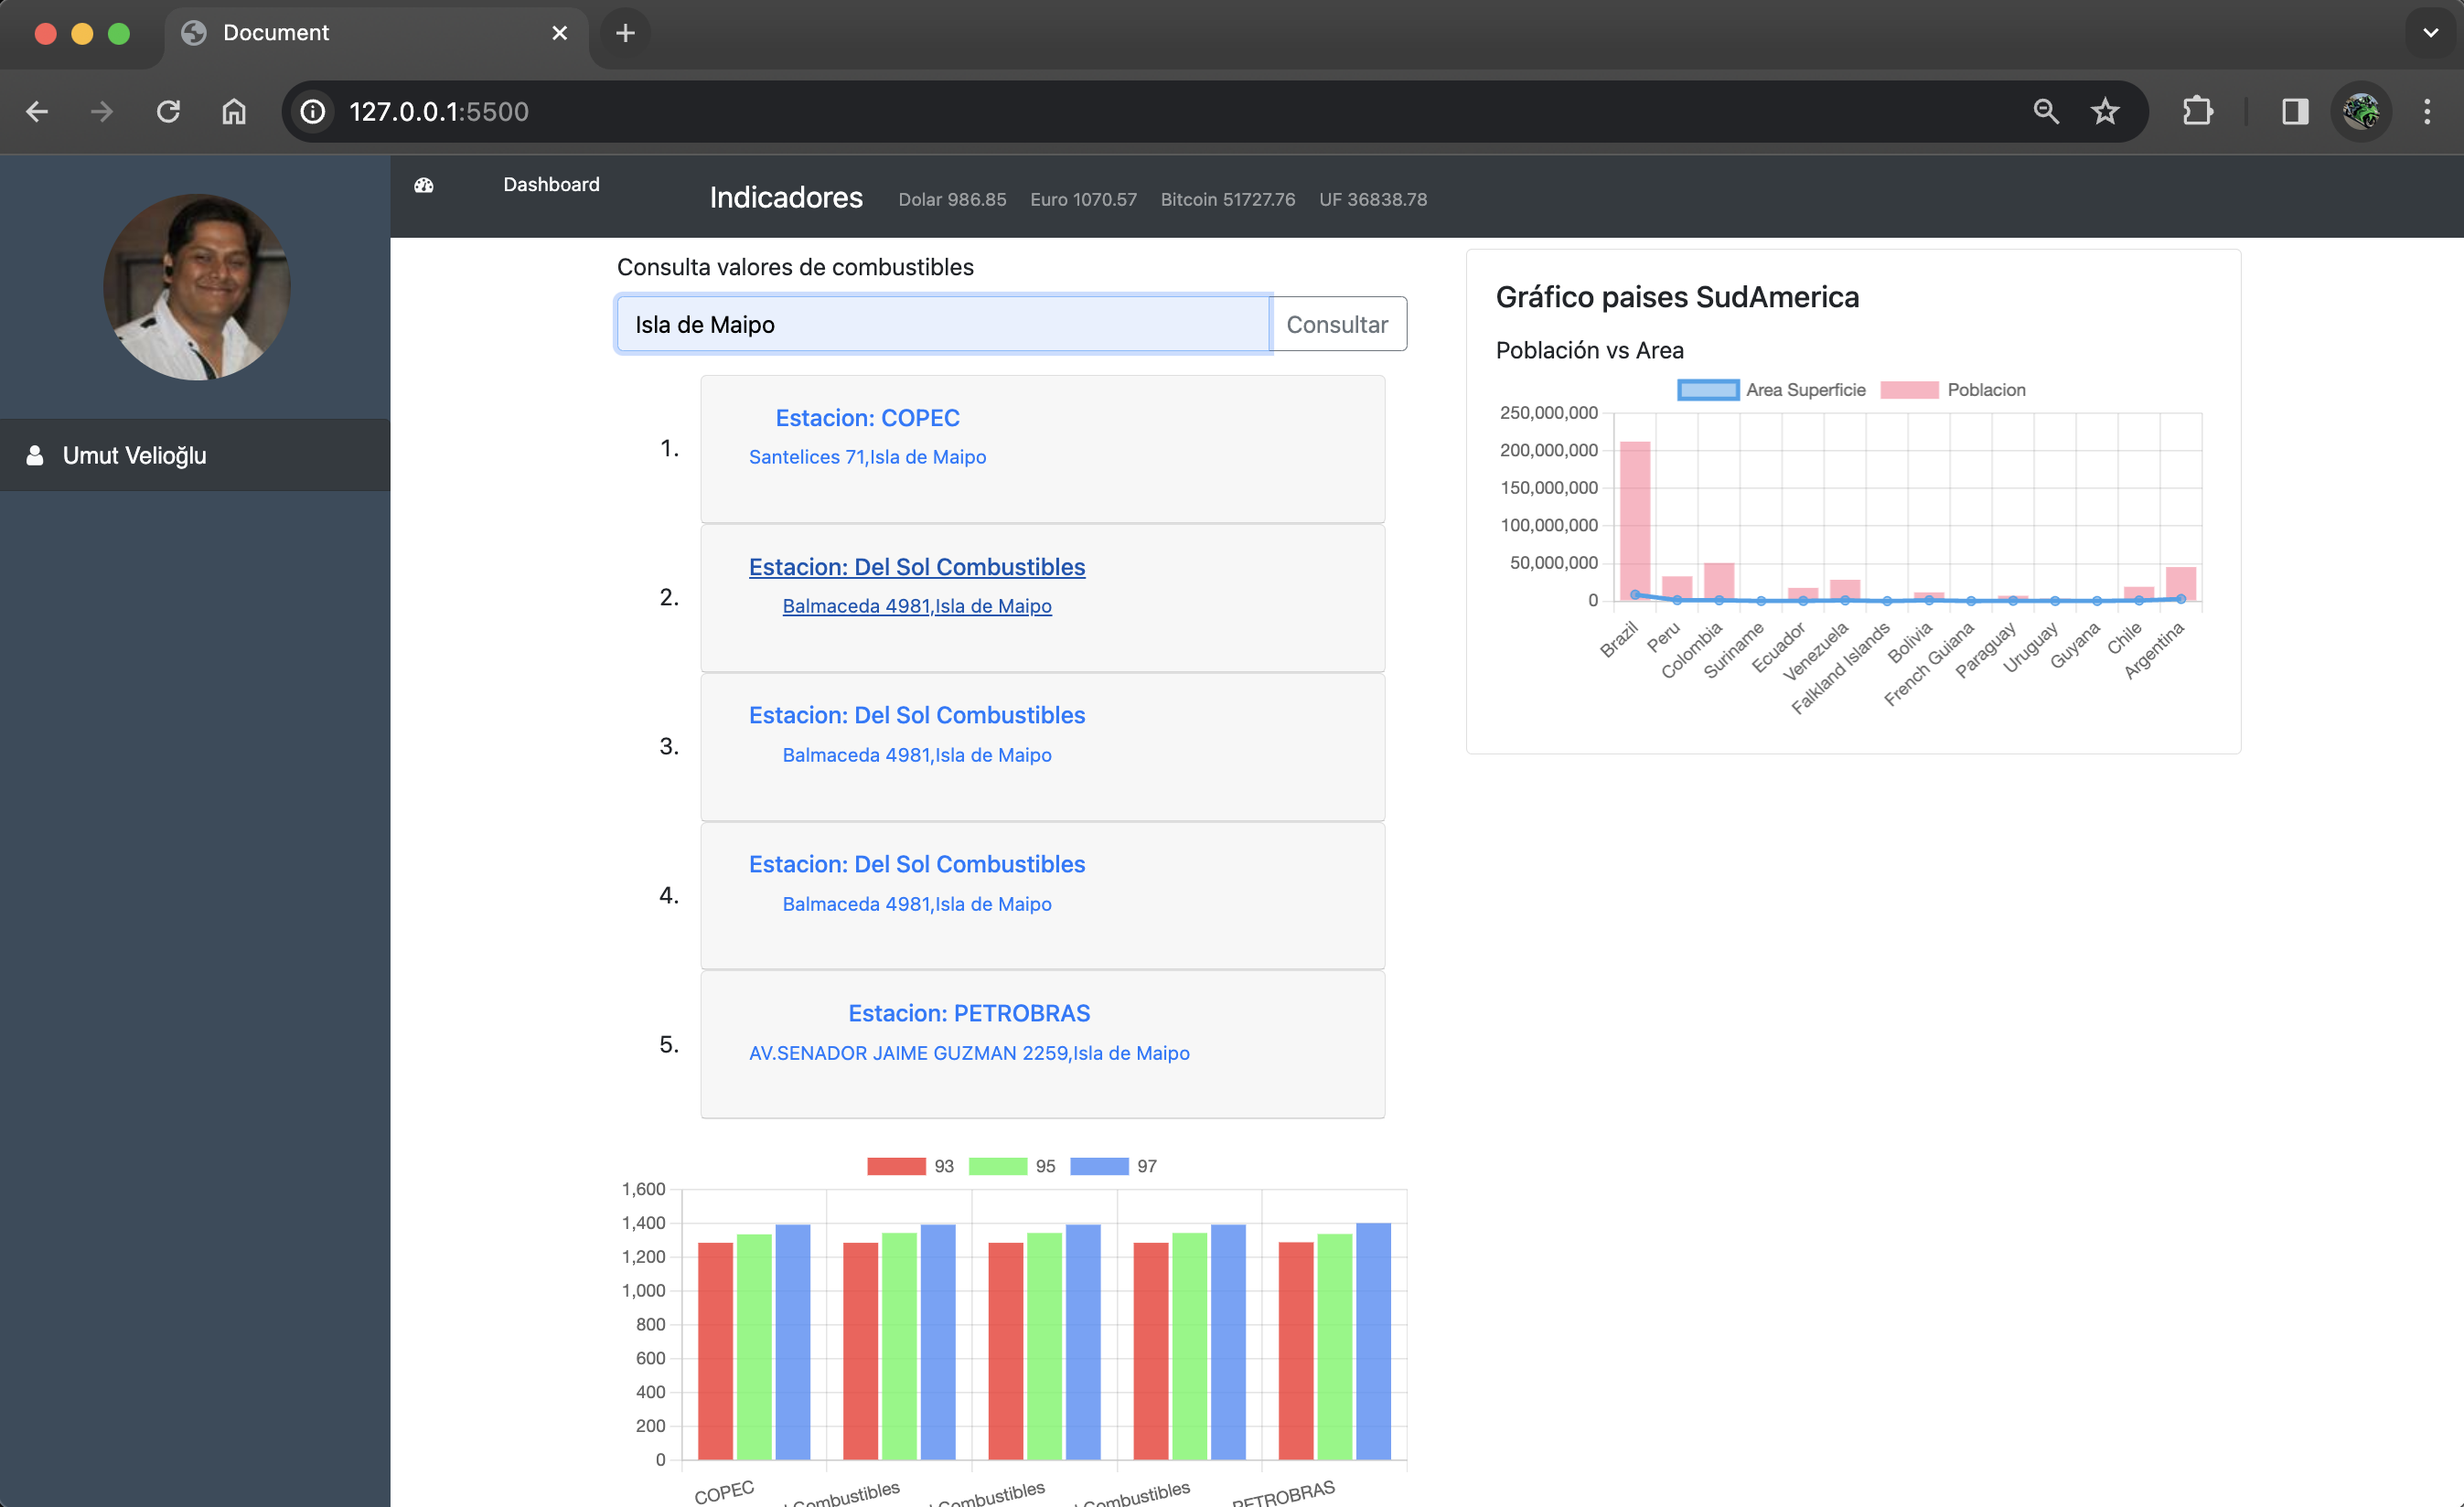 Document
127.0.0.1:5500
Umut Velioğlu
Dashboard
Indicadores Dolar 986.85 Euro 1070.57 Bitcoin 51727.76 UF 36838.78
Consulta valores de combustibles
Isla de Maipo
Consultar
1.
Estacion: COPEC
Santelices 71,Isla de Maipo
2.
Estacion: Del Sol Combustibles
Balmaceda 4981,Isla de Maipo
3.
Estacion: Del Sol Combustibles
Balmaceda 4981,Isla de Maipo
4.
Estacion: Del Sol Combustibles
Balmaceda 4981,Isla de Maipo
5.
Estacion: PETROBRAS
AV.SENADOR JAIME GUZMAN 2259,Isla de Maipo
93 95 97
1,600
1,400
1,200
1,000
800
600
400
200
0
COPEC
Combustibles
Combustibles
Combustibles
PETROBRAS
Gráfico paises SudAmerica
Población vs Area
Area Superficie Poblacion
250,000,000
200,000,000
150,000,000
100,000,000
50,000,000
0
Brazil
Peru
Colombia
Suriname
Ecuador
Venezuela
Falkland Islands
Bolivia
French Guiana
Paraguay
Uruguay
Guyana
Chile
Argentina